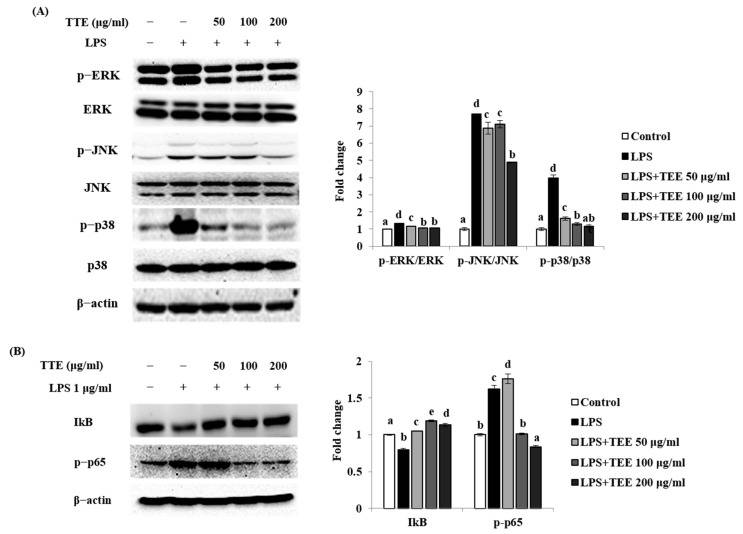 (A)
TTE (μg/ml) − − 50 100 200
LPS − + + + +
p−ERK
ERK
p−JNK
JNK
p−p38
p38
β−actin
Fold change
9
8
7
6
5
4
3
2
1
0
a d c b b
a d c c b
a d c b ab
p-ERK/ERK p-JNK/JNK p-p38/p38
Control
LPS
LPS+TEE 50 μg/ml
LPS+TEE 100 μg/ml
LPS+TEE 200 μg/ml
(B)
TTE (μg/ml) − − 50 100 200
LPS 1 μg/ml − + + + +
IkB
p−p65
β−actin
Fold change
2
1.5
1
0.5
0
a b c e d
b c d b a
IkB p-p65
Control
LPS
LPS+TEE 50 μg/ml
LPS+TEE 100 μg/ml
LPS+TEE 200 μg/ml